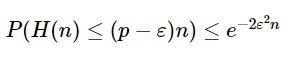 P(H(n) ≤ (p − ε)n) ≤ e^{−2ε²n}